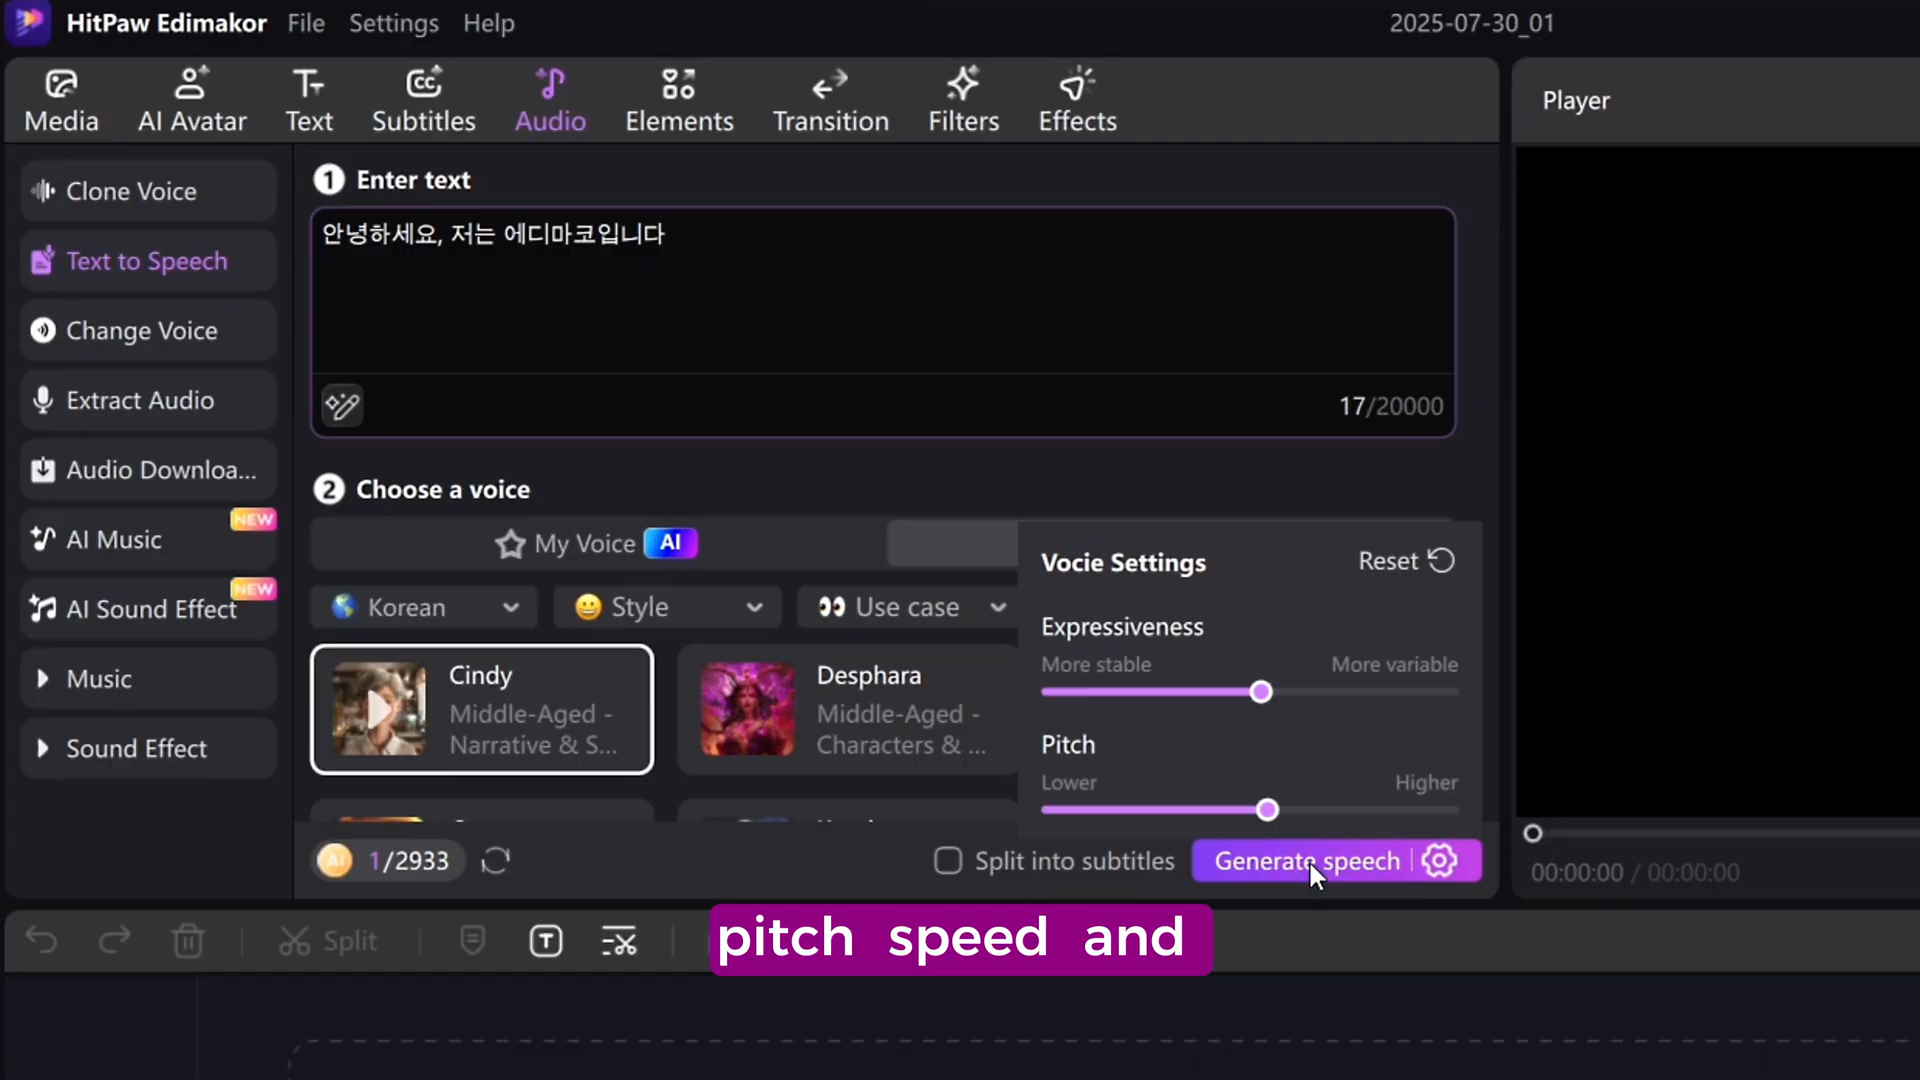 HitPaw Edimakor File Settings Help 2025-07-30_01
Media AI Avatar Text Subtitles Audio Elements Transition Filters Effects
Player
Clone Voice
Text to Speech
Change Voice
Extract Audio
Audio Downloa...
AI Music NEW
AI Sound Effect NEW
Music
Sound Effect
1 Enter text
안녕하세요, 저는 에디마코입니다
17/20000
2 Choose a voice
My Voice AI
Korean Style Use case
Cindy
Middle-Aged -
Narrative & S...
Desphara
Middle-Aged -
Characters & ...
Vocie Settings Reset
Expressiveness
More stable More variable
Pitch
Lower Higher
AI 1/2933 Split into subtitles Generate speech
00:00:00 / 00:00:00
Split
pitch speed and